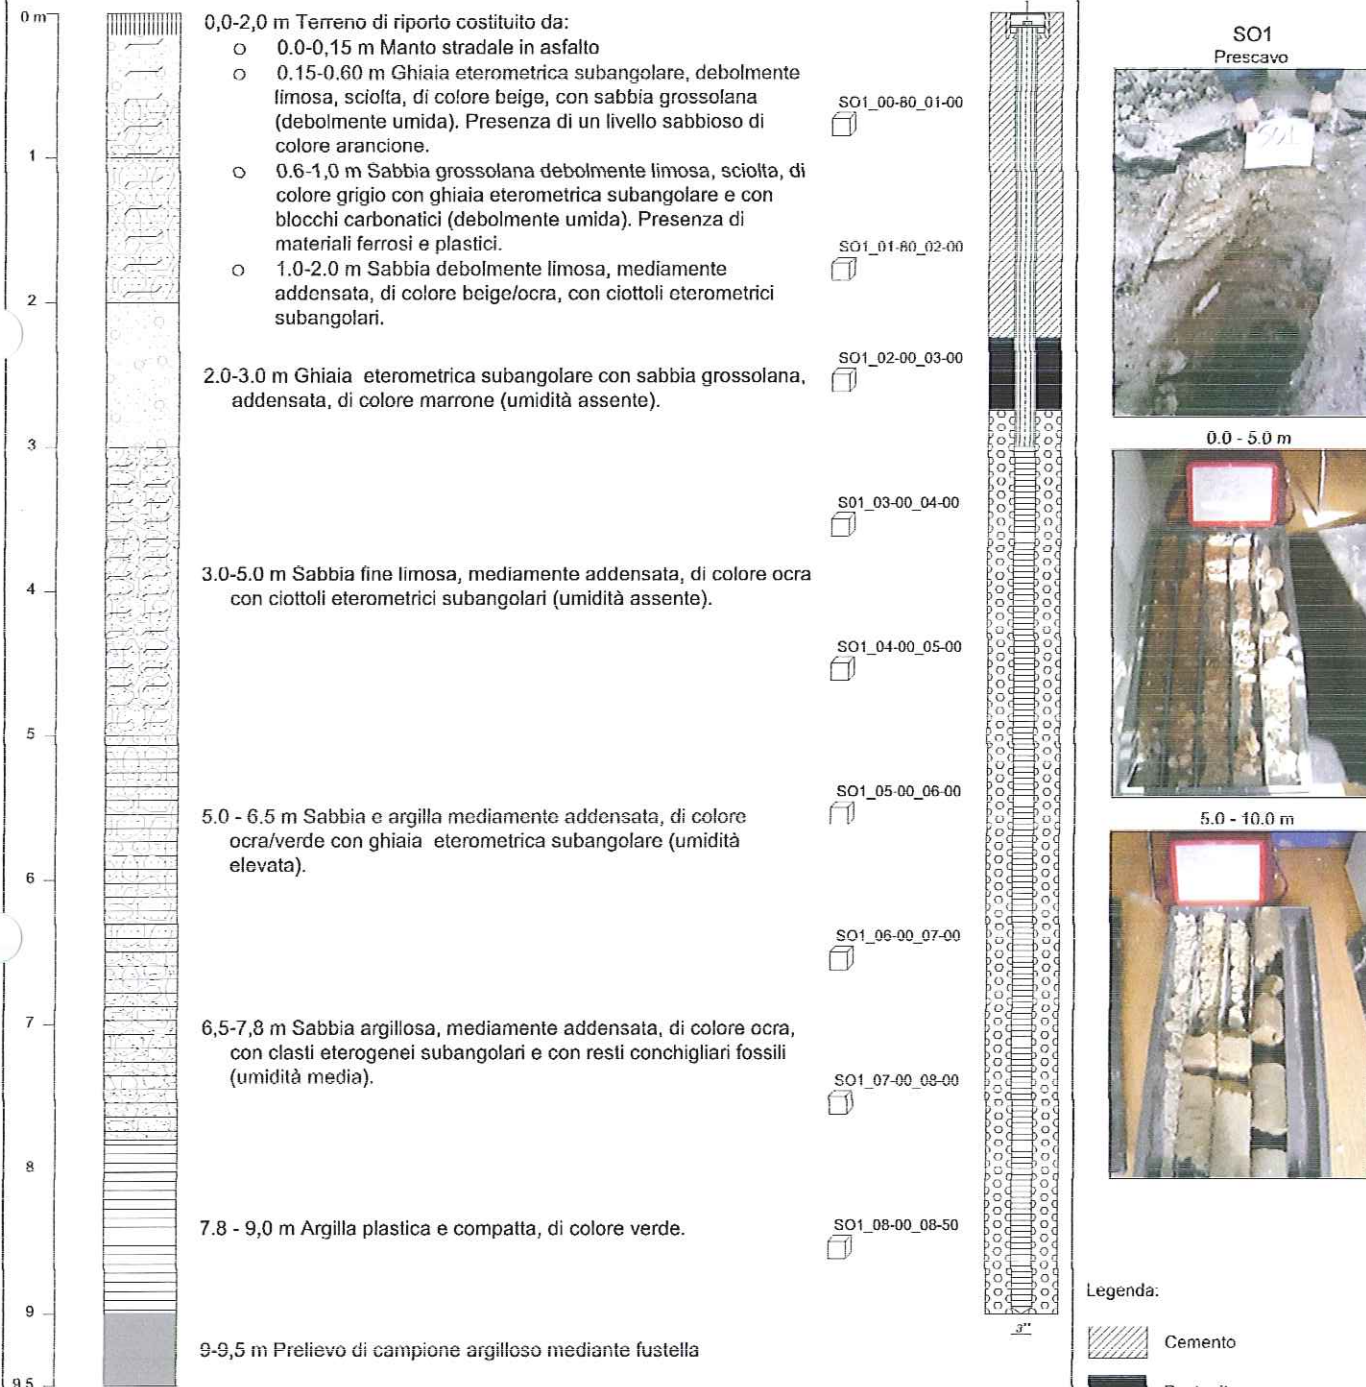 0 m
1
2
3
4
5
6
7
8
9
9.5
0,0-2,0 m Terreno di riporto costituito da:
o 0.0-0,15 m Manto stradale in asfalto
o 0.15-0.60 m Ghiaia eterometrica subangolare, debolmente
limosa, sciolta, di colore beige, con sabbia grossolana
(debolmente umida). Presenza di un livello sabbioso di
colore arancione.
o 0.6-1,0 m Sabbia grossolana debolmente limosa, sciolta, di
colore grigio con ghiaia eterometrica subangolare e con
blocchi carbonatici (debolmente umida). Presenza di
materiali ferrosi e plastici.
o 1.0-2.0 m Sabbia debolmente limosa, mediamente
addensata, di colore beige/ocra, con ciottoli eterometrici
subangolari.
2.0-3.0 m Ghiaia eterometrica subangolare con sabbia grossolana,
addensata, di colore marrone (umidità assente).
3.0-5.0 m Sabbia fine limosa, mediamente addensata, di colore ocra
con ciottoli eterometrici subangolari (umidità assente).
5.0 - 6.5 m Sabbia e argilla mediamente addensata, di colore
ocra/verde con ghiaia eterometrica subangolare (umidità
elevata).
6,5-7,8 m Sabbia argillosa, mediamente addensata, di colore ocra,
con clasti eterogenei subangolari e con resti conchigliari fossili
(umidità media).
7.8 - 9,0 m Argilla plastica e compatta, di colore verde.
9-9,5 m Prelievo di campione argilloso mediante fustella
SO1_00-80_01-00
SO1_01-80_02-00
SO1_02-00_03-00
S01_03-00_04-00
SO1_04-00_05-00
SO1_05-00_06-00
SO1_06-00_07-00
SO1_07-00_08-00
SO1_08-00_08-50
3"
SO1
Prescavo
0.0 - 5.0 m
5.0 - 10.0 m
Legenda:
Cemento